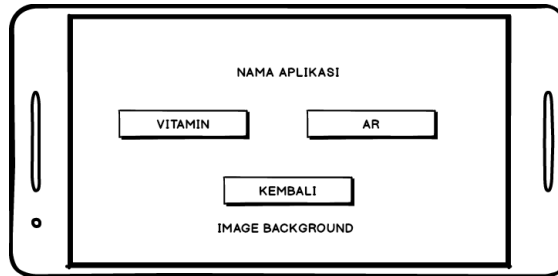 NAMA APLIKASI
VITAMIN
AR
KEMBALI
IMAGE BACKGROUND